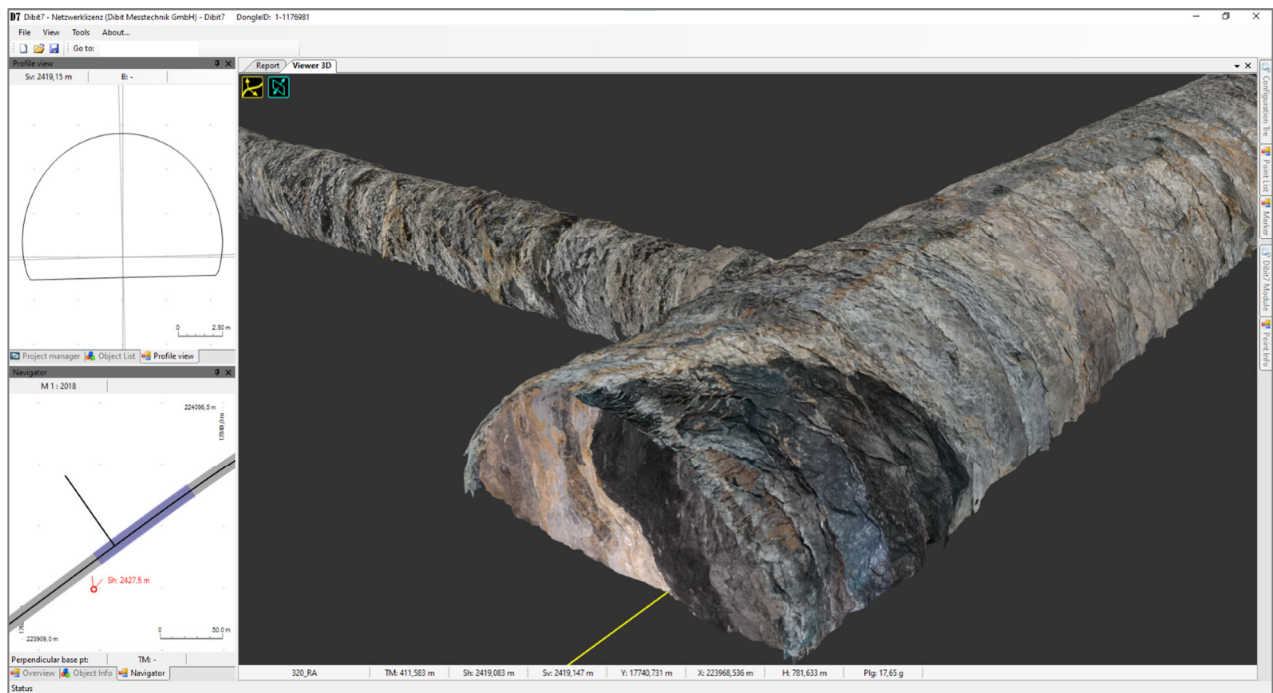 D7 Dibit7 - Netzwerklizenz (Dibit Messtechnik GmbH) - Dibit7 DongleID: 1-1176981
File View Tools About...
Go to:
Profile view
Sv: 2419,15 m B: -
0 2,50 m
Project manager Object List Profile view
Navigator
M 1 : 2018
224096,5 m
17849,0 m
Sh: 2427,5 m
223909,0 m
0 50,0 m
Perpendicular base pt: TM: -
Overview Object Info Navigator
Status
Report Viewer 3D
320_RA TM: 411,583 m Sh: 2419,083 m Sv: 2419,147 m Y: 17740,731 m X: 223968,536 m H: 781,633 m Plg: 17,65 g
Configuration Tre
Point List
Marker
Dibit7 Module
Point Info